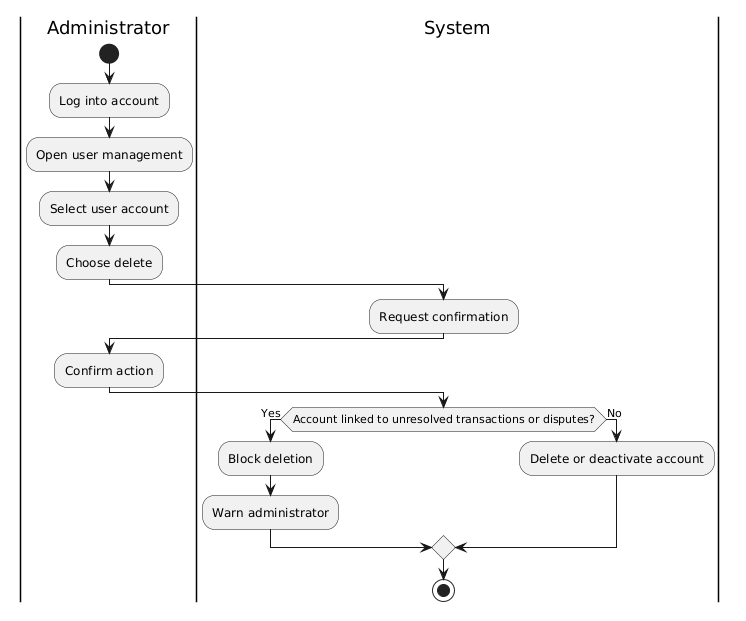 Administrator
System
Log into account
Open user management
Select user account
Choose delete
Request confirmation
Confirm action
Account linked to unresolved transactions or disputes?
Yes
No
Block deletion
Delete or deactivate account
Warn administrator